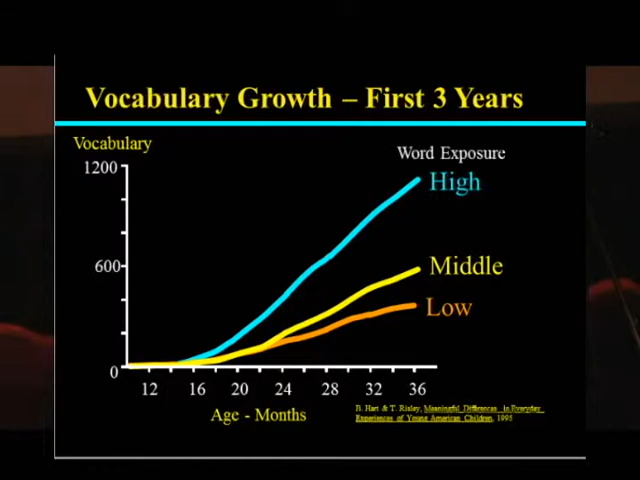 Vocabulary Growth – First 3 Years
Vocabulary
Word Exposure
1200
High
600
Middle
Low
0
12 16 20 24 28 32 36
Age - Months
B. Hart & T. Risley, Meaningful Differences in Everyday
Experiences of Young American Children, 1995